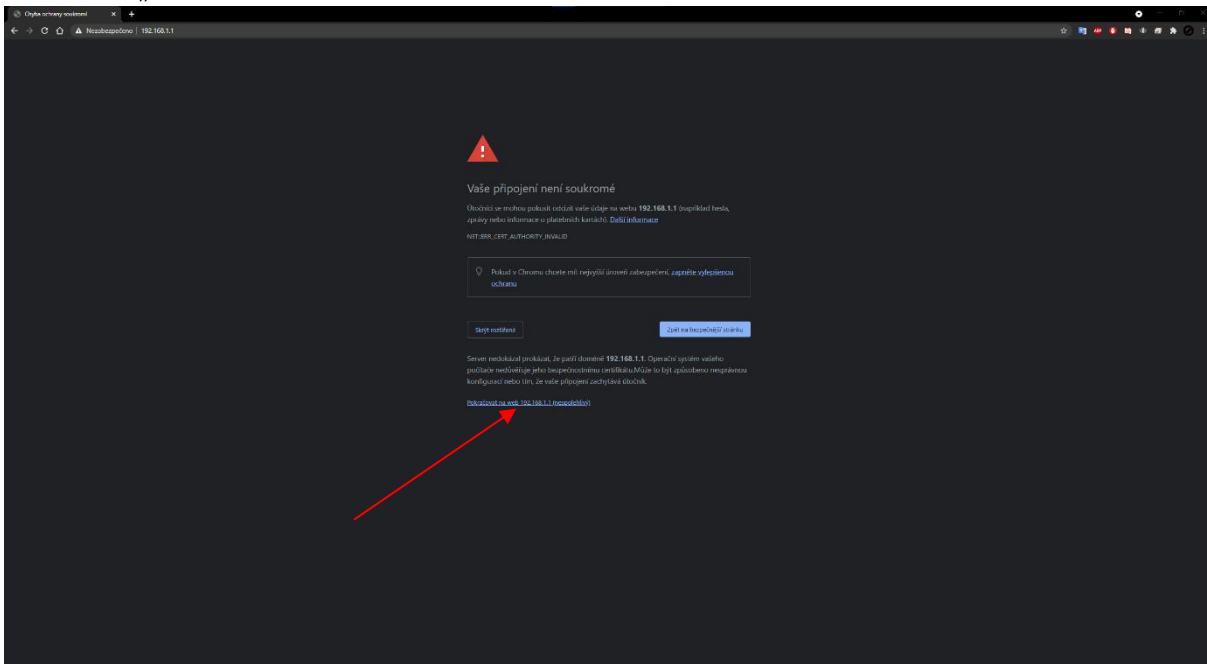 Chyba ochrany soukromí
Nezabezpečeno | 192.168.1.1
ABP
Vaše připojení není soukromé
Útočníci se mohou pokusit odcizit vaše údaje na webu 192.168.1.1 (například hesla,
zprávy nebo informace o platebních kartách). Další informace
NET::ERR_CERT_AUTHORITY_INVALID
Pokud v Chromu chcete mít nejvyšší úroveň zabezpečení, zapněte vylepšenou
ochranu
Skrýt rozšířené
Zpět na bezpečnější stránku
Server nedokázal prokázat, že patří doméně 192.168.1.1. Operační systém vašeho
počítače nedůvěřuje jeho bezpečnostnímu certifikátu.Může to být způsobeno nesprávnou
konfigurací nebo tím, že vaše připojení zachytává útočník.
Pokračovat na web 192.168.1.1 (nespolehlivý)